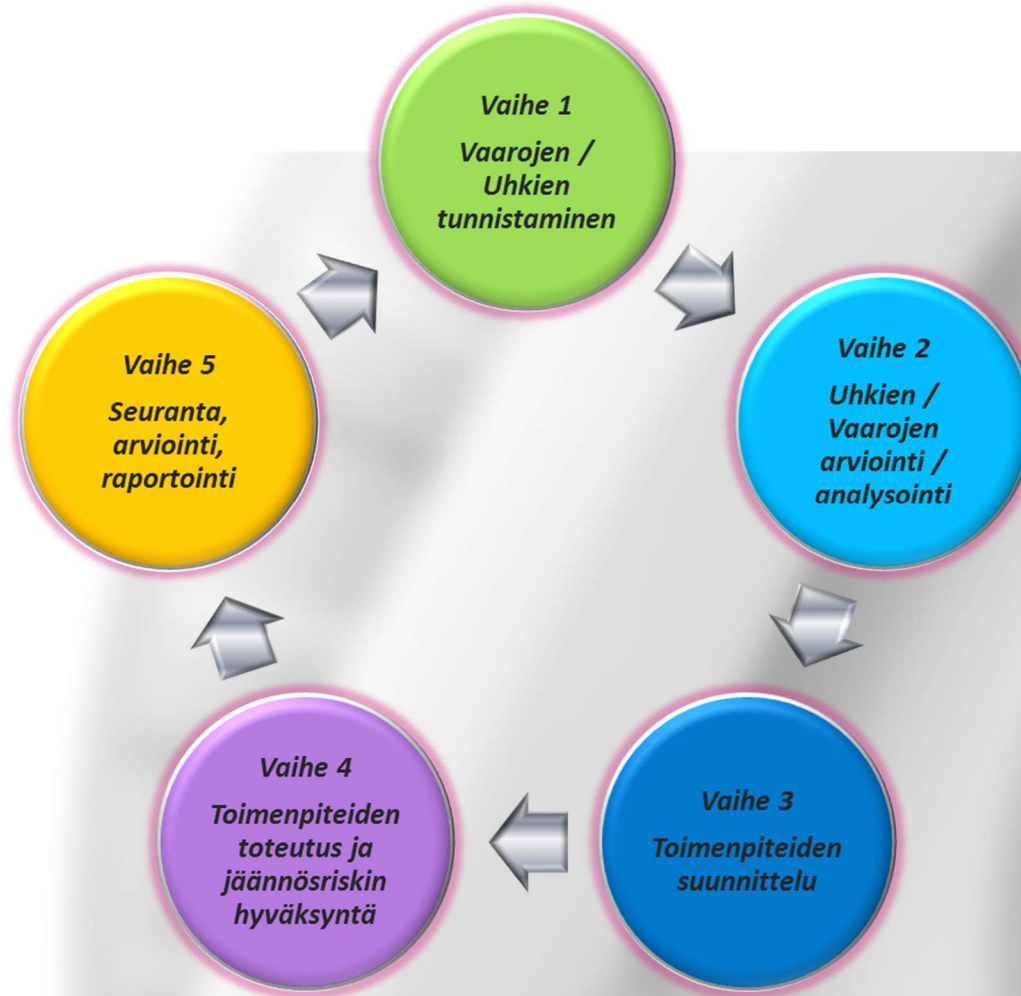 Vaihe 1
Vaarojen /
Uhkien
tunnistaminen
Vaihe 2
Uhkien /
Vaarojen
arviointi /
analysointi
Vaihe 3
Toimenpiteiden
suunnittelu
Vaihe 4
Toimenpiteiden
toteutus ja
jäännösriskin
hyväksyntä
Vaihe 5
Seuranta,
arviointi,
raportointi